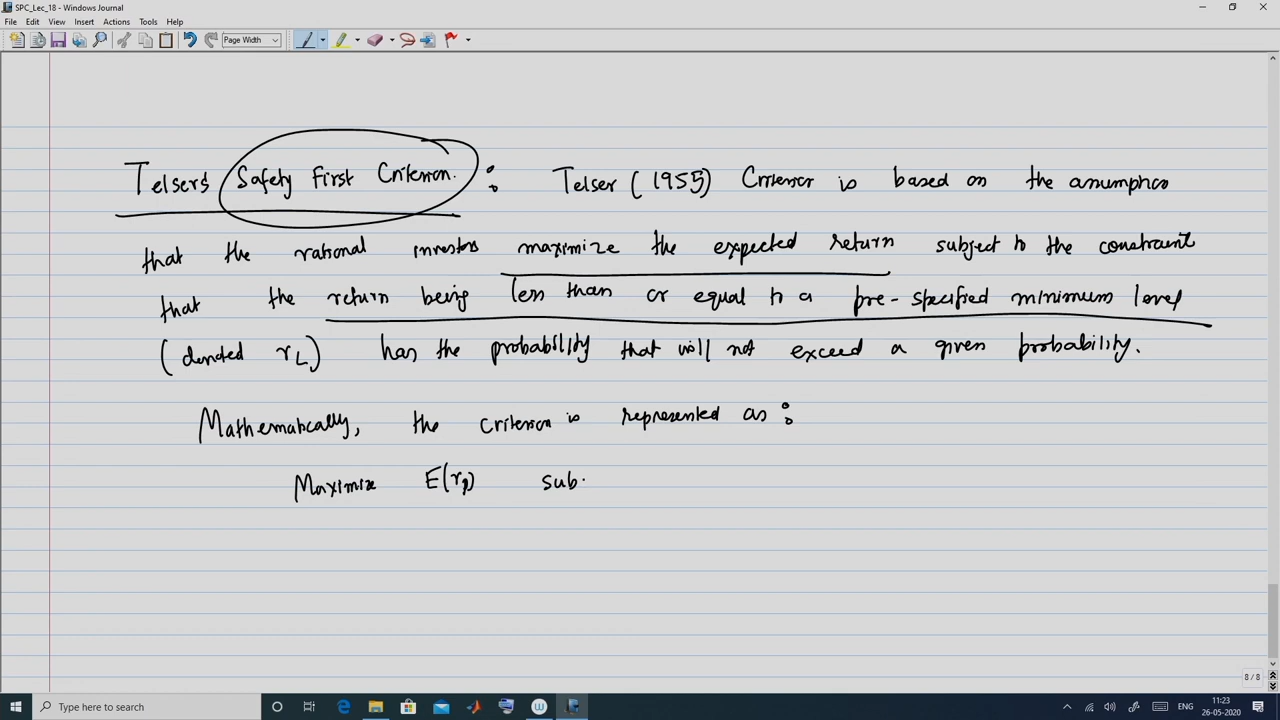 SPC_Lec_18 - Windows Journal
File Edit View Insert Actions Tools Help
Page Width
Telser's Safety First Criterion : Telser (1955) Criterion is based on the assumption
that the rational investors maximize the expected return subject to the constraint
that the return being less than or equal to a pre-specified minimum level
(denoted rL) has the probability that will not exceed a given probability.
Mathematically, the criterion is represented as :
Maximize E(rp) sub.
8 / 8
Type here to search
ENG
11:23
26-05-2020